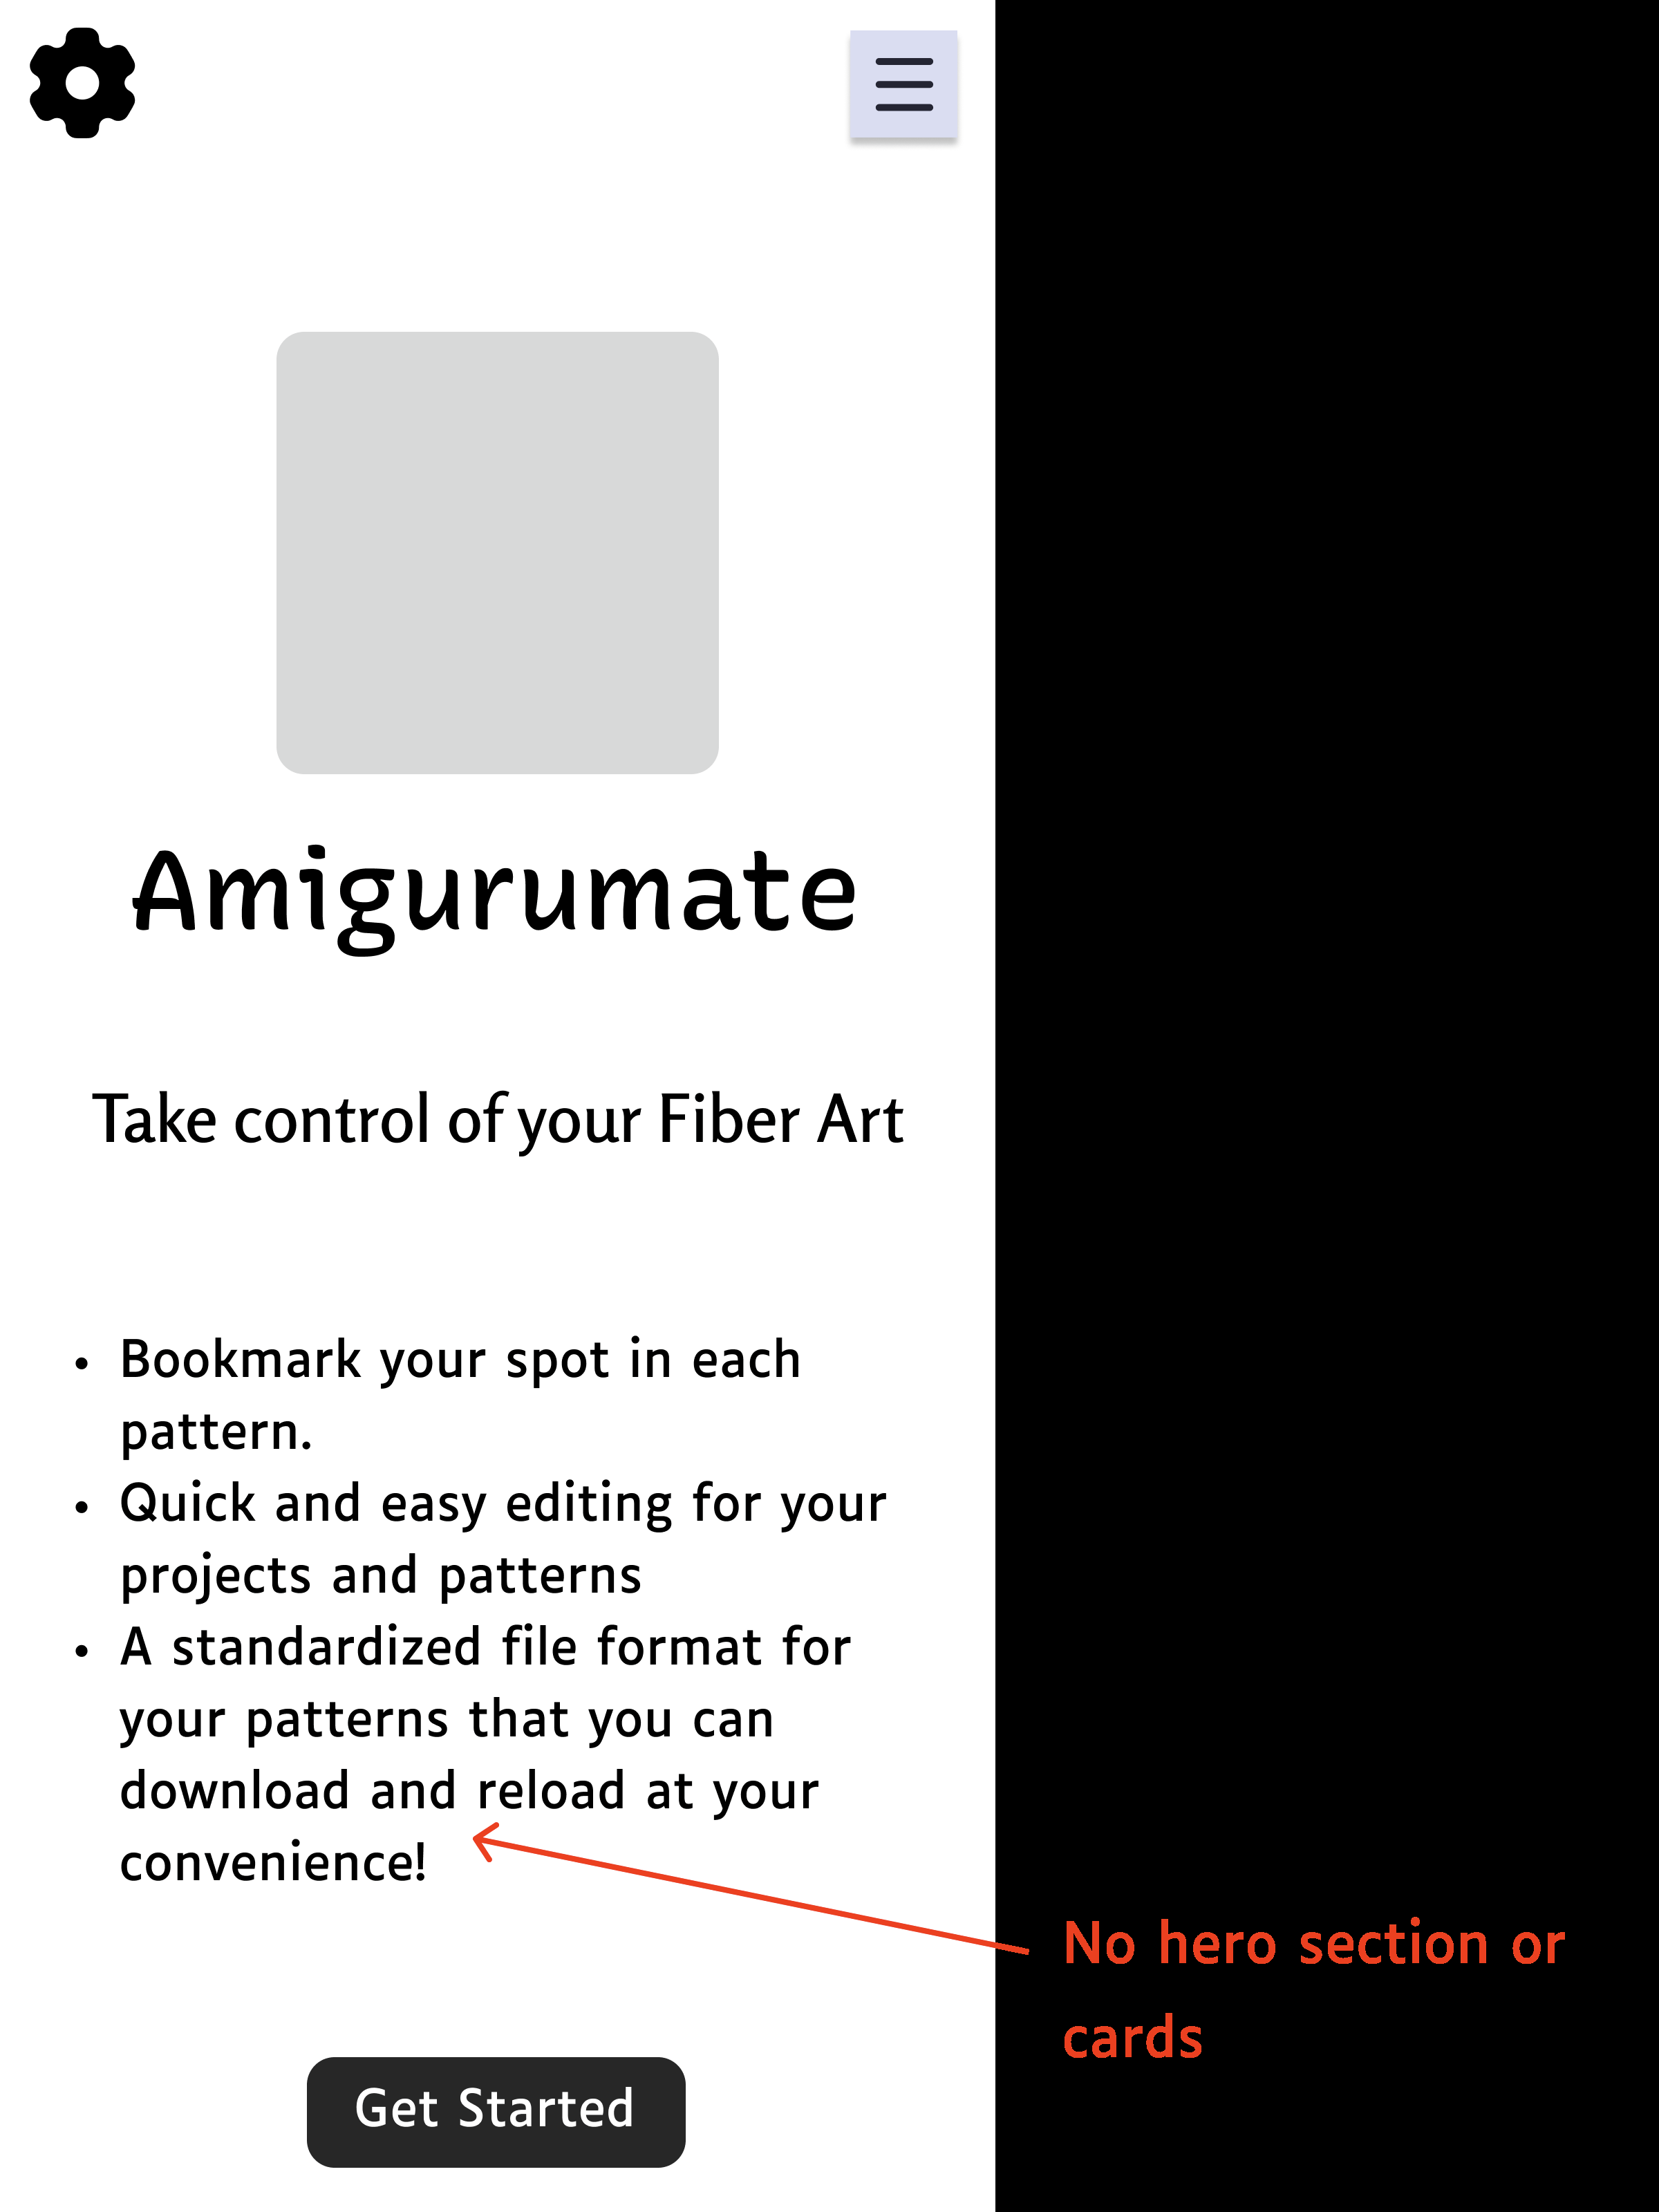 Amigurumate
Take control of your Fiber Art
• Bookmark your spot in each
pattern.
• Quick and easy editing for your
projects and patterns
• A standardized file format for
your patterns that you can
download and reload at your
convenience!
No hero section or
cards
Get Started